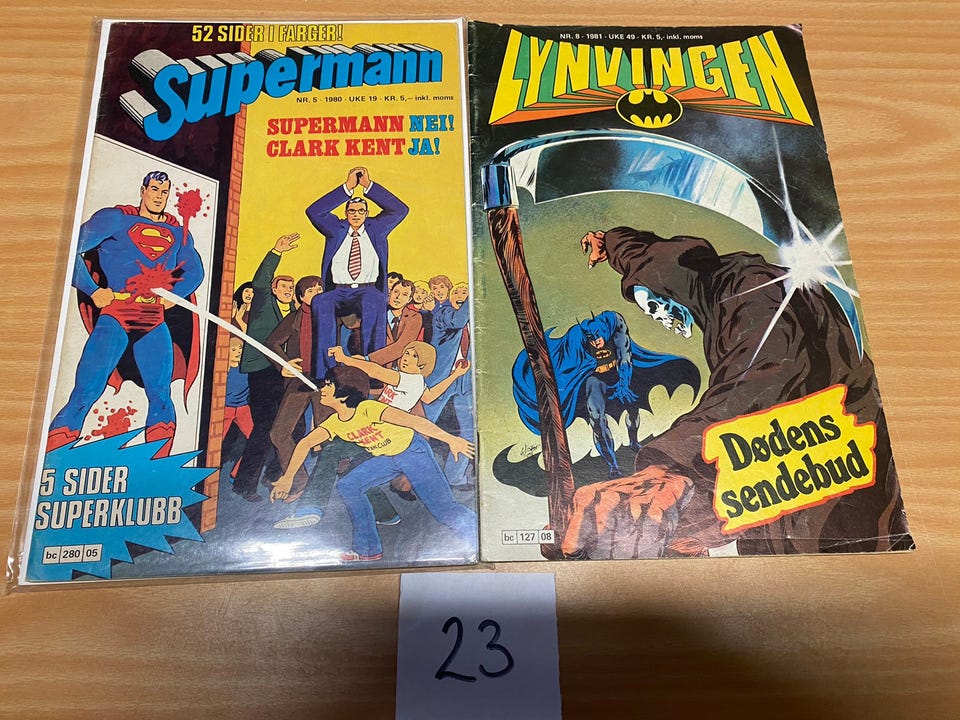 52 SIDER I FARGER!
Supermann
NR. 5 - 1980 - UKE 19 - KR. 5,– inkl. moms
SUPERMANN NEI!
CLARK KENT JA!
CLARK
KENT
FANCLUB
5 SIDER
SUPERKLUBB
bc 280 05
NR. 8 - 1981 - UKE 49 - KR. 5,- inkl. moms
LYNVINGEN
Dødens
sendebud
bc 127 08
23